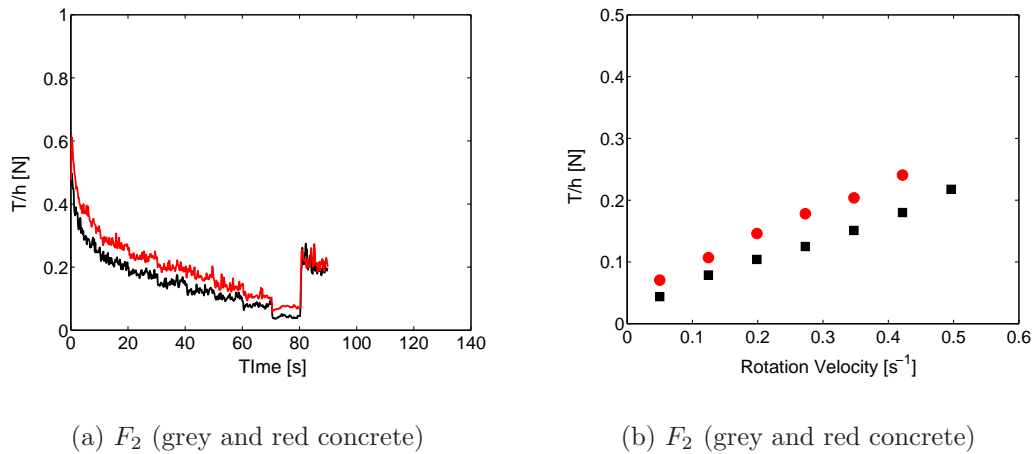 1
0.8
0.6
0.4
0.2
0
T/h [N]
0 20 40 60 80 100 120 140
TIme [s]
(a) F₂ (grey and red concrete)
0.5
0.4
0.3
0.2
0.1
0
T/h [N]
0 0.1 0.2 0.3 0.4 0.5 0.6
Rotation Velocity [s⁻¹]
(b) F₂ (grey and red concrete)